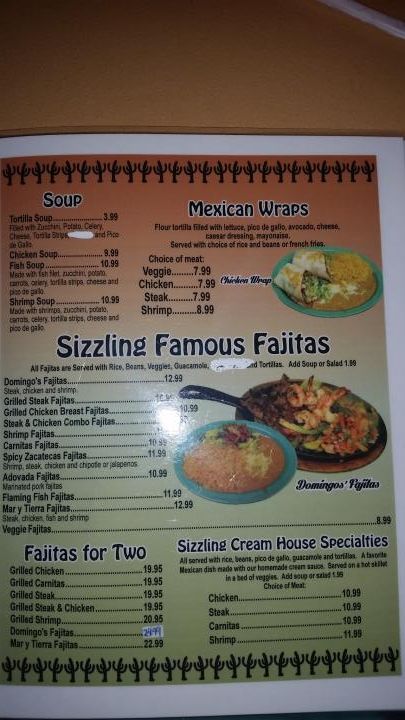 Soup
Tortilla Soup 3.99
Filled with Zucchini, Potato, Celery,
Cheese, Tortilla Strips and Pico
de Gallo.
Chicken Soup 9.99
Fish Soup 10.99
Made with fish filet, zucchini, potato,
carrots, celery, tortilla strips, cheese and
pico de gallo.
Shrimp Soup 10.99
Made with shrimps, zucchini, potato,
carrots, celery, tortilla strips, cheese and
pico de gallo.
Mexican Wraps
Flour tortilla filled with lettuce, pico de gallo, avocado, cheese,
caesar dressing, mayonaise.
Served with choice of rice and beans or french fries.
Choice of meat:
Veggie 7.99
Chicken 7.99
Steak 7.99
Shrimp 8.99
Chicken Wrap
Sizzling Famous Fajitas
All Fajitas are Served with Rice, Beans, Veggies, Guacamole, and Tortillas. Add Soup or Salad 1.99
Domingo's Fajitas 12.99
Steak, chicken and shrimp.
Grilled Steak Fajitas
Grilled Chicken Breast Fajitas 10.99
Steak & Chicken Combo Fajitas
Shrimp Fajitas
Carnitas Fajitas
Spicy Zacatecas Fajitas 11.99
Shrimp, steak, chicken and chipotle or jalapenos.
Adovada Fajitas 10.99
Marinated pork fajitas
Flaming Fish Fajitas 11.99
Mar y Tierra Fajitas 12.99
Steak, chicken, fish and shrimp
Veggie Fajitas 8.99
Domingos' Fajitas
Fajitas for Two
Grilled Chicken 19.95
Grilled Carnitas 19.95
Grilled Steak 19.95
Grilled Steak & Chicken 19.95
Grilled Shrimp 20.95
Domingo's Fajitas
Mar y Tierra Fajitas 22.99
Sizzling Cream House Specialties
All served with rice, beans, pico de gallo, guacamole and tortillas. A favorite
Mexican dish made with our homemade cream sauce. Served on a hot skillet
in a bed of veggies. Add soup or salad 1.99
Choice of Meat:
Chicken 10.99
Steak 10.99
Carnitas 10.99
Shrimp 11.99